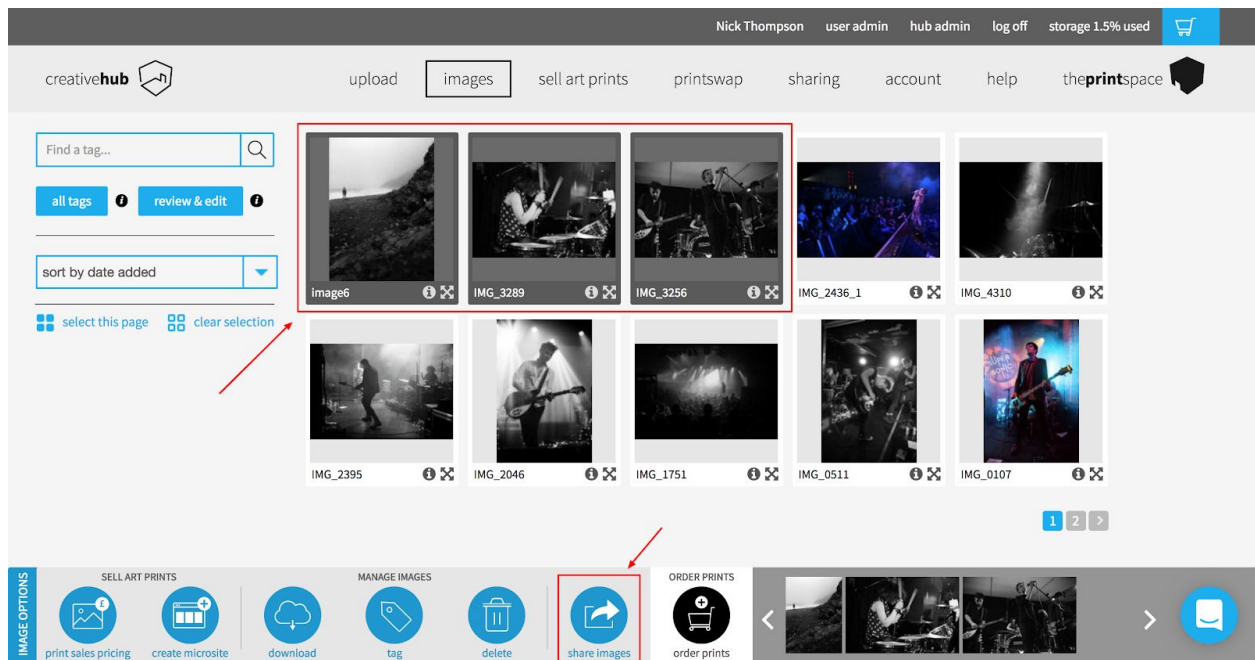 Nick Thompson user admin hub admin log off storage 1.5% used
creativehub upload images sell art prints printswap sharing account help theprintspace
Find a tag...
all tags review & edit
sort by date added
select this page clear selection
image6 IMG_3289 IMG_3256 IMG_2436_1 IMG_4310
SUPER
SONIC
IMG_2395 IMG_2046 IMG_1751 IMG_0511 IMG_0107
1 2 >
IMAGE OPTIONS
SELL ART PRINTS MANAGE IMAGES ORDER PRINTS
£
print sales pricing create microsite download tag delete share images order prints